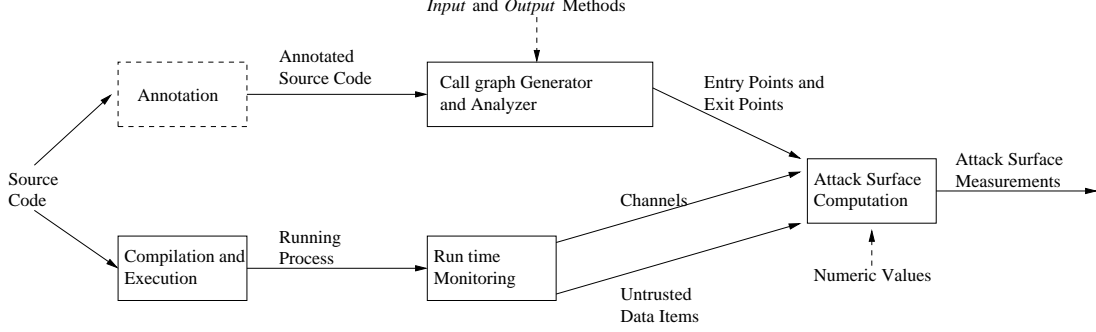 Input and Output Methods
Annotated
Source Code
Annotation
Call graph Generator
and Analyzer
Entry Points and
Exit Points
Source
Code
Attack Surface
Computation
Attack Surface
Measurements
Channels
Compilation and
Execution
Running
Process
Run time
Monitoring
Untrusted
Data Items
Numeric Values